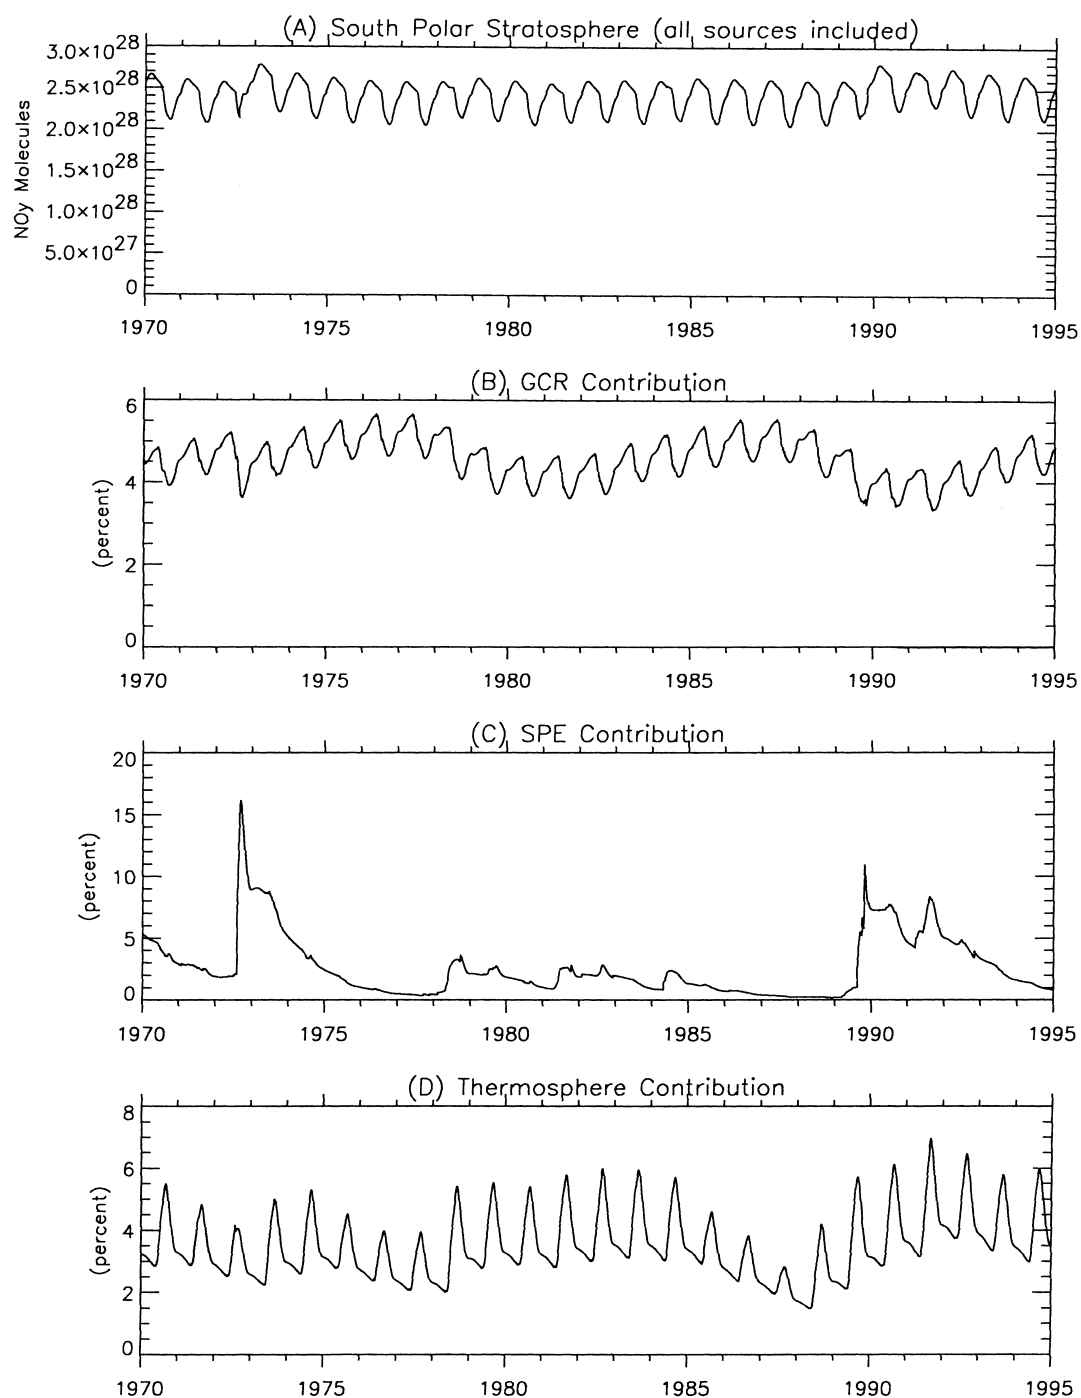 (A) South Polar Stratosphere (all sources included)
3.0×10^28
2.5×10^28
2.0×10^28
1.5×10^28
1.0×10^28
5.0×10^27
0
NOy Molecules
1970 1975 1980 1985 1990 1995
(B) GCR Contribution
6
4
2
0
(percent)
1970 1975 1980 1985 1990 1995
(C) SPE Contribution
20
15
10
5
0
(percent)
1970 1975 1980 1985 1990 1995
(D) Thermosphere Contribution
8
6
4
2
0
(percent)
1970 1975 1980 1985 1990 1995